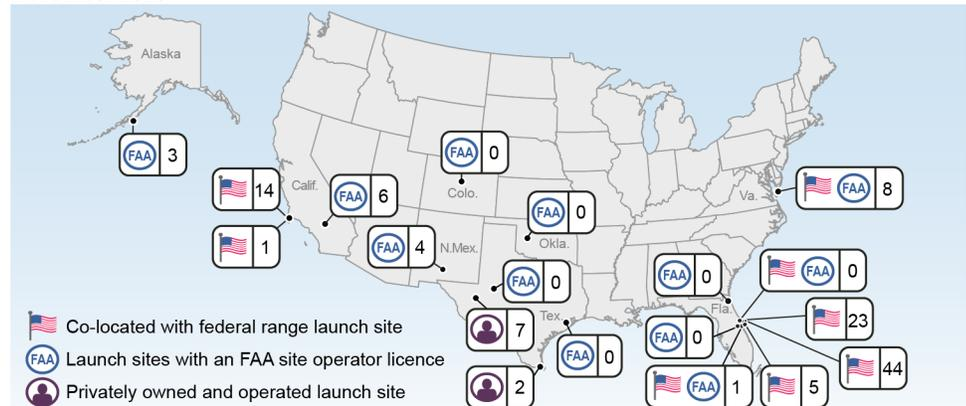 Alaska
FAA 3
FAA 0
14
Calif.
FAA 6
Colo.
Va.
FAA 8
1
FAA 4
N.Mex.
FAA 0
Okla.
FAA 0
FAA 0
FAA 0
Fla.
7
Tex.
FAA 0
FAA 0
23
44
2
FAA 1
5
Co-located with federal range launch site
FAA Launch sites with an FAA site operator licence
Privately owned and operated launch site